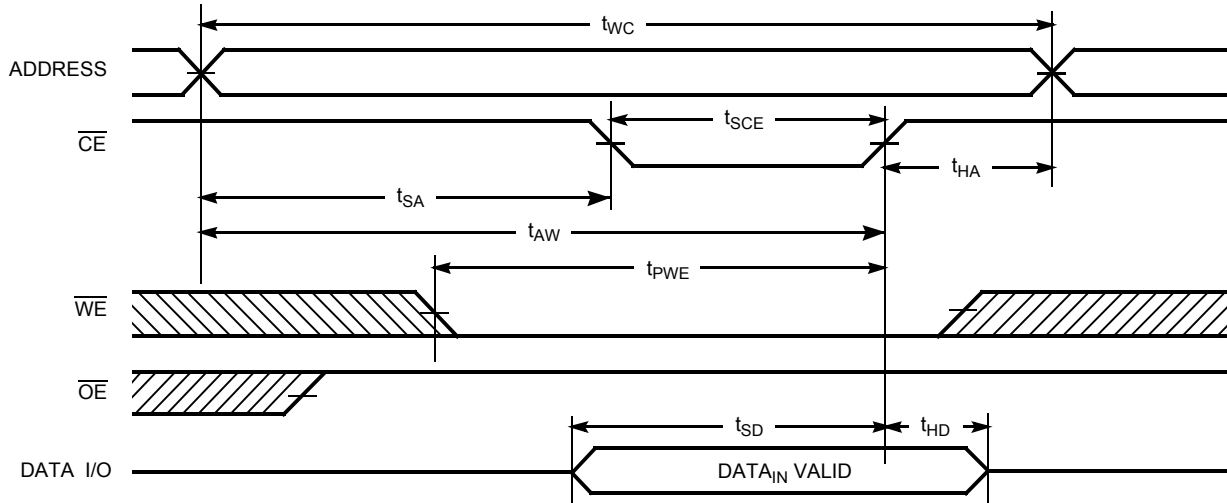 tWC
ADDRESS
CE
tSCE
tHA
tSA
tAW
tPWE
WE
OE
tSD
tHD
DATA I/O
DATAIN VALID